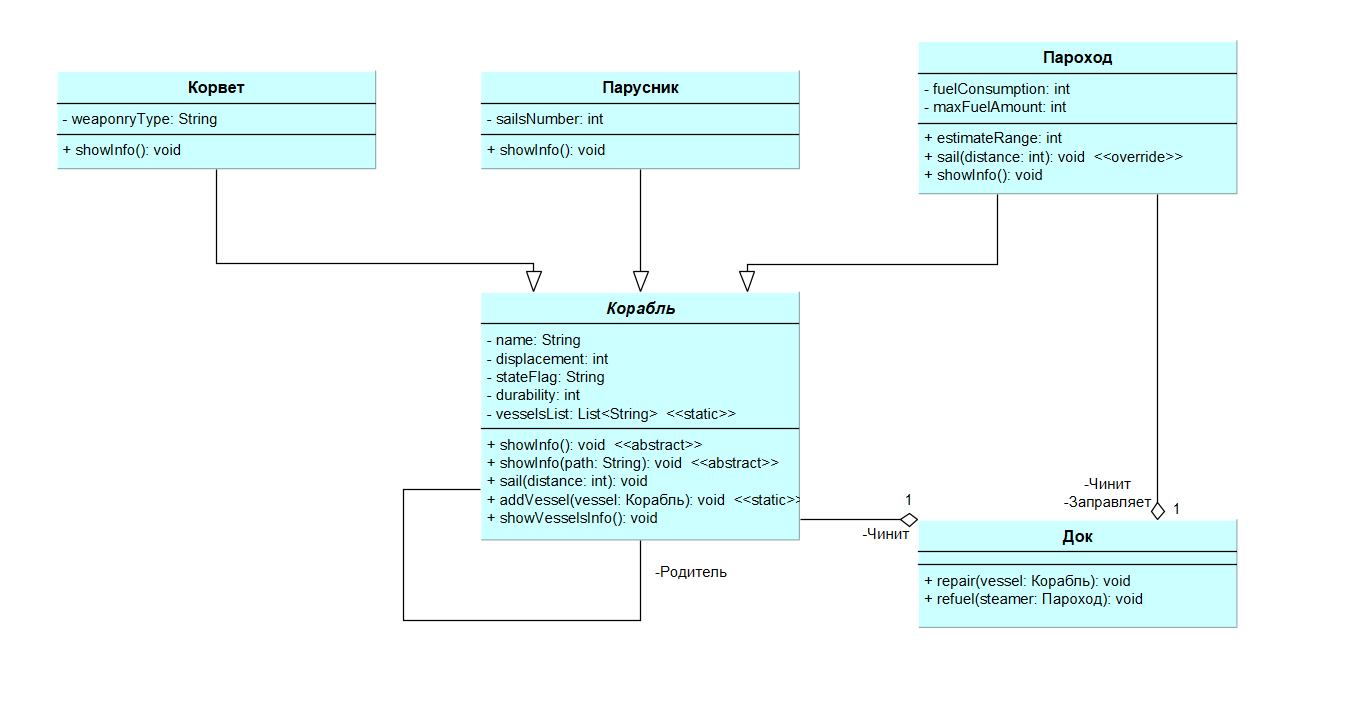 Корвет
- weaponryType: String
+ showInfo(): void
Парусник
- sailsNumber: int
+ showInfo(): void
Пароход
- fuelConsumption: int
- maxFuelAmount: int
+ estimateRange: int
+ sail(distance: int): void <<override>>
+ showInfo(): void
Корабль
- name: String
- displacement: int
- stateFlag: String
- durability: int
- vesselsList: List<String> <<static>>
+ showInfo(): void <<abstract>>
+ showInfo(path: String): void <<abstract>>
+ sail(distance: int): void
+ addVessel(vessel: Корабль): void <<static>>
+ showVesselsInfo(): void
-Родитель
1
-Чинит
-Чинит
-Заправляет
1
Док
+ repair(vessel: Корабль): void
+ refuel(steamer: Пароход): void